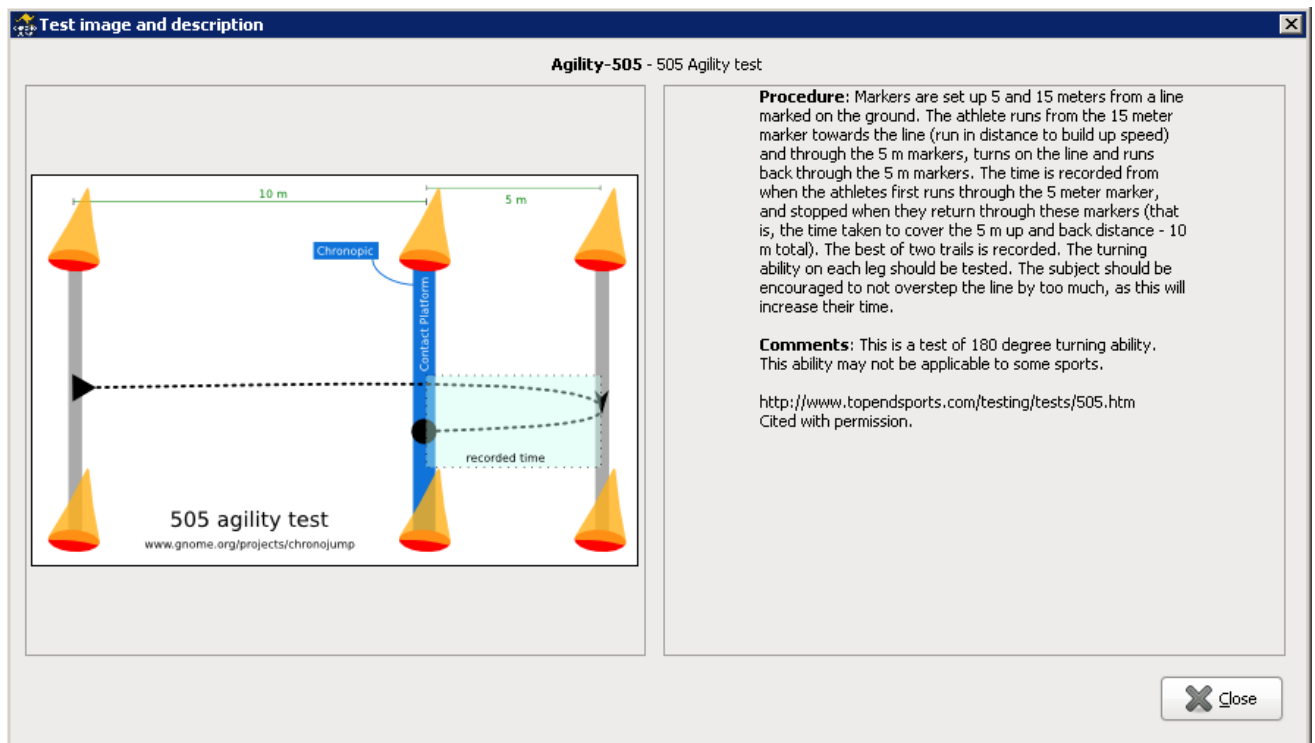 Test image and description
Agility-505 - 505 Agility test
10 m
5 m
Chronopic
Contact Platform
recorded time
505 agility test
www.gnome.org/projects/chronojump
Procedure: Markers are set up 5 and 15 meters from a line
marked on the ground. The athlete runs from the 15 meter
marker towards the line (run in distance to build up speed)
and through the 5 m markers, turns on the line and runs
back through the 5 m markers. The time is recorded from
when the athletes first runs through the 5 meter marker,
and stopped when they return through these markers (that
is, the time taken to cover the 5 m up and back distance - 10
m total). The best of two trails is recorded. The turning
ability on each leg should be tested. The subject should be
encouraged to not overstep the line by too much, as this will
increase their time.
Comments: This is a test of 180 degree turning ability.
This ability may not be applicable to some sports.
http://www.topendsports.com/testing/tests/505.htm
Cited with permission.
Close